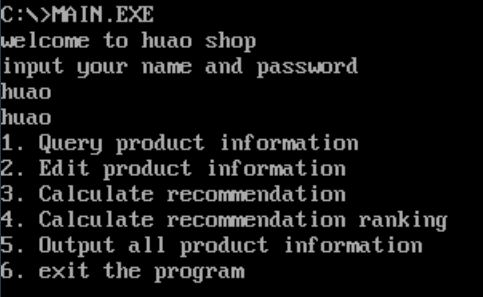 C:\>MAIN.EXE
welcome to huao shop
input your name and password
huao
huao
1. Query product information
2. Edit product information
3. Calculate recommendation
4. Calculate recommendation ranking
5. Output all product information
6. exit the program